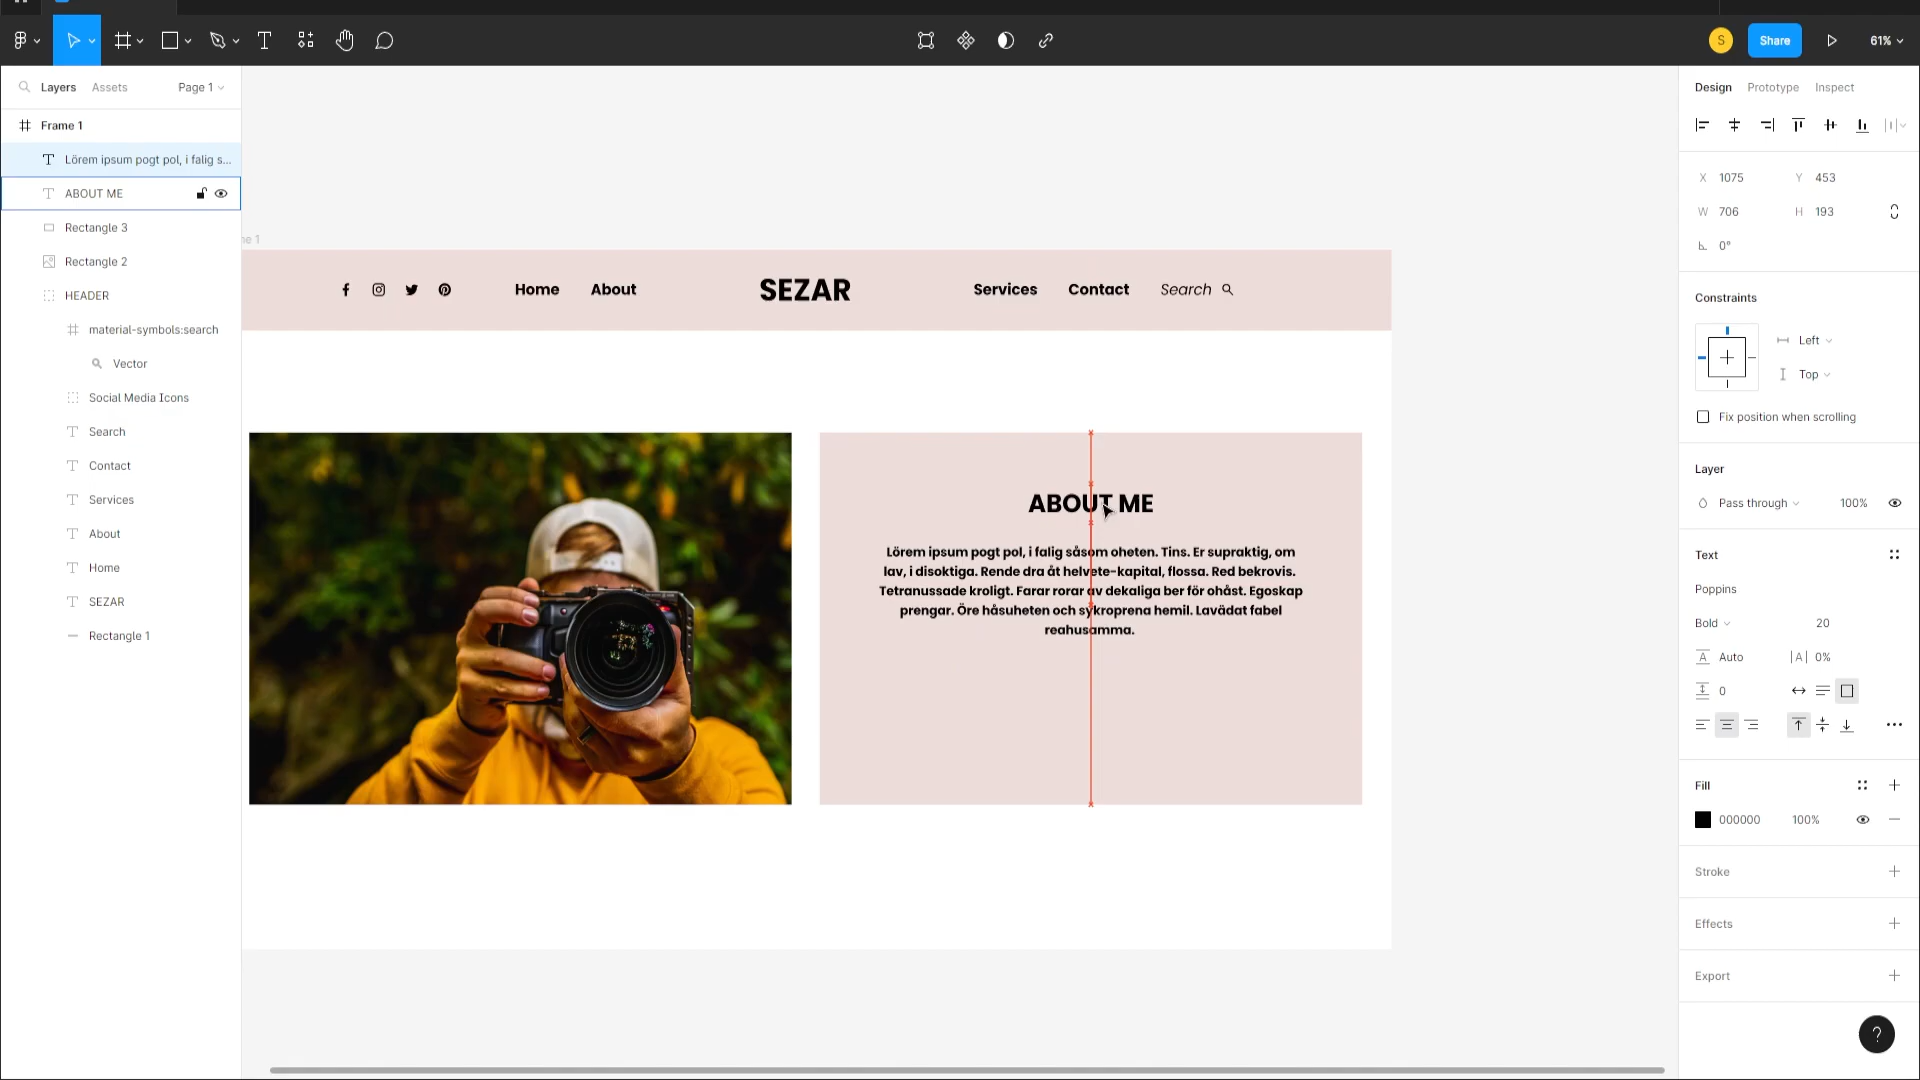 S
Share
61%
Layers
Assets
Page 1
Design
Prototype
Inspect
Frame 1
Lörem ipsum pogt pol, i falig s...
ABOUT ME
Rectangle 3
Rectangle 2
HEADER
material-symbols:search
Vector
Social Media Icons
Search
Contact
Services
About
Home
SEZAR
Rectangle 1
me 1
Home
About
SEZAR
Services
Contact
Search
ABOUT ME
Lörem ipsum pogt pol, i falig såsom oheten. Tins. Er supraktig, om
lav, i disoktiga. Rende dra åt helvete-kapital, flossa. Red bekrovis.
Tetranussade kroligt. Farar rorar av dekaliga ber för ohåst. Egoskap
prengar. Öre håsuheten och sykroprena hemil. Lavädat fabel
reahusamma.
X 1075
Y 453
W 706
H 193
0°
Constraints
Left
Top
Fix position when scrolling
Layer
Pass through
100%
Text
Poppins
Bold
20
A Auto
|A| 0%
0
Fill
000000
100%
Stroke
Effects
Export
?